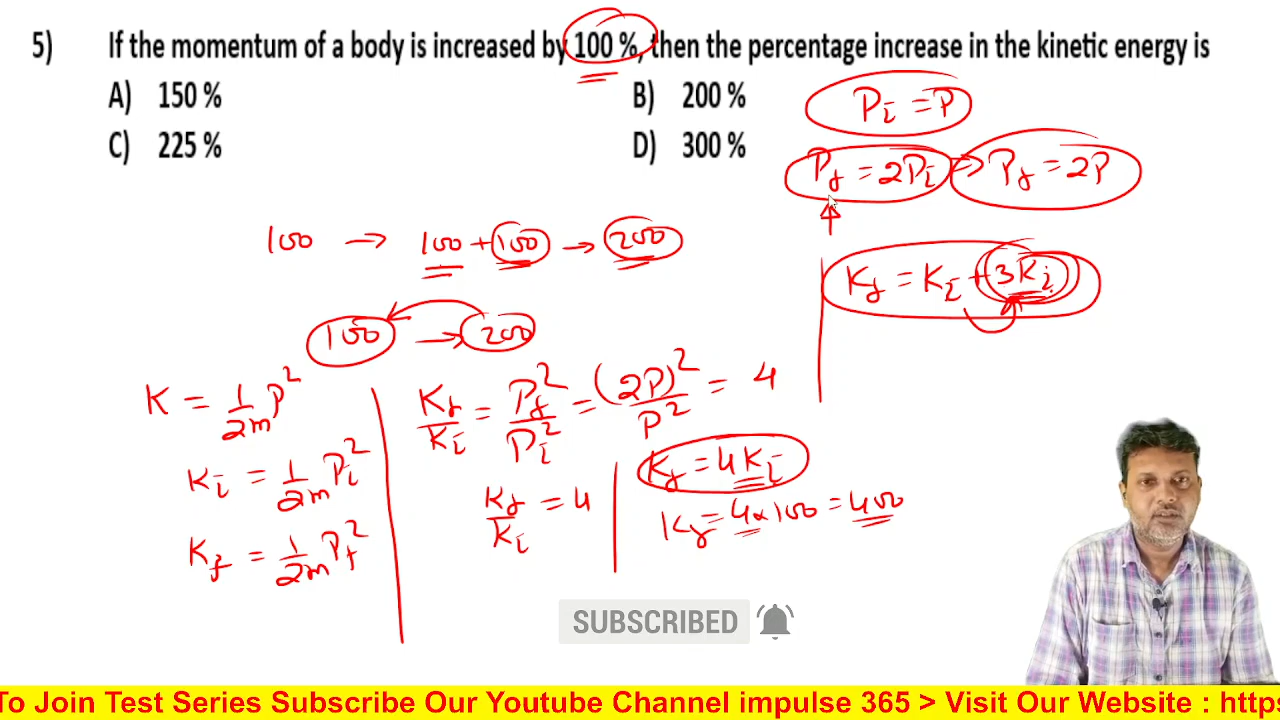 5) If the momentum of a body is increased by 100 %, then the percentage increase in the kinetic energy is
A) 150 % B) 200 %
C) 225 % D) 300 %
Pi = P
Pf = 2Pi => Pf = 2P
100 → 100 + 100 → 200
Kf = Ki + 3Ki
100 → 200
K = 1/2m P²
Kf/Ki = Pf²/Pi² = (2P)²/P² = 4
Ki = 1/2m Pi²
Kf = 4Ki
Kf/Ki = 4
Kf = 4 × 100 = 400
Kf = 1/2m Pf²
SUBSCRIBED
To Join Test Series Subscribe Our Youtube Channel impulse 365 > Visit Our Website : https